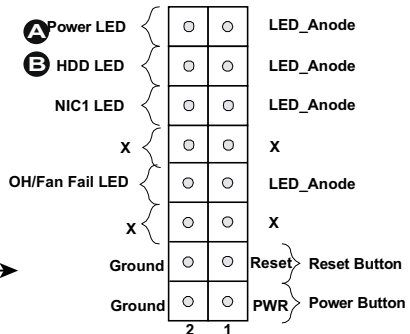 A Power LED LED_Anode
B HDD LED LED_Anode
NIC1 LED LED_Anode
X X
OH/Fan Fail LED LED_Anode
X X
Ground Reset Reset Button
Ground PWR Power Button
2 1